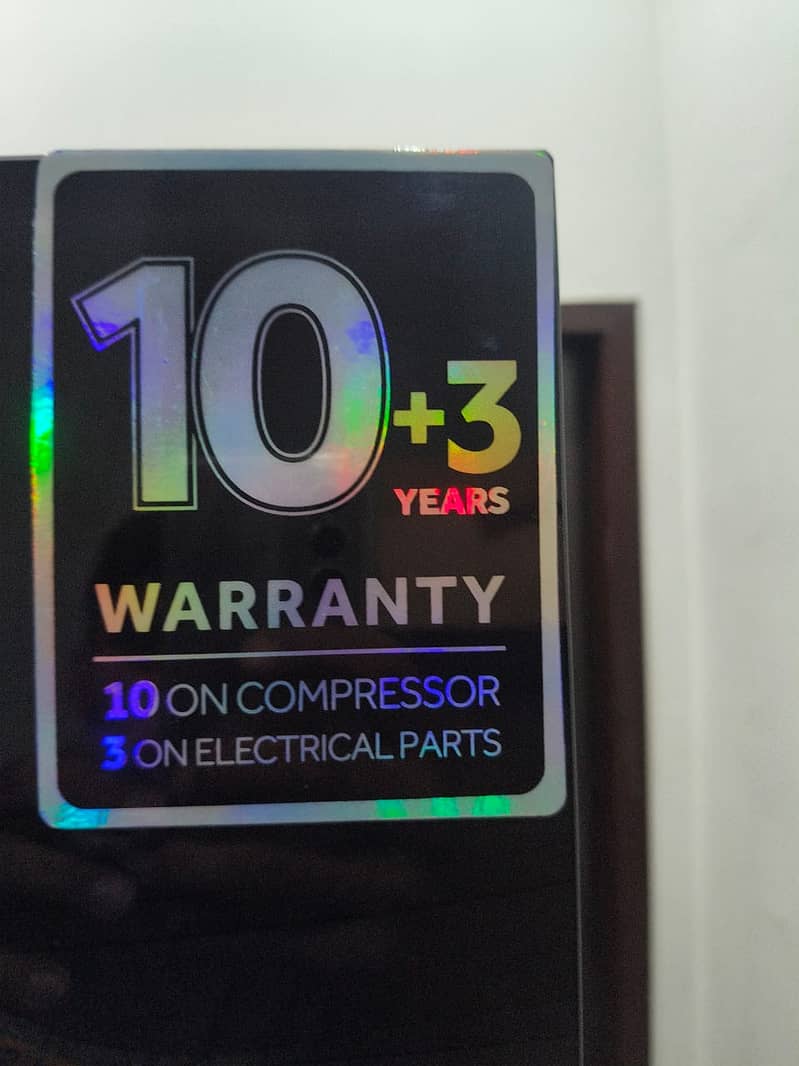 10+3
YEARS
WARRANTY
10 ON COMPRESSOR
3 ON ELECTRICAL PARTS